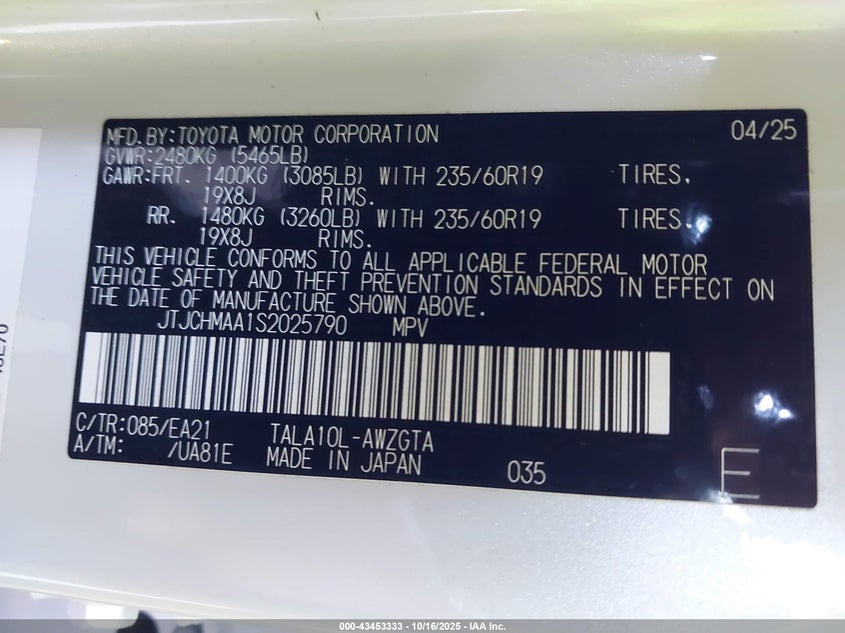 MFD.BY:TOYOTA MOTOR CORPORATION 04/25
GVWR:2480KG (5465LB)
GAWR:FRT. 1400KG (3085LB) WITH 235/60R19 TIRES,
19X8J RIMS.
RR. 1480KG (3260LB) WITH 235/60R19 TIRES,
19X8J RIMS.
THIS VEHICLE CONFORMS TO ALL APPLICABLE FEDERAL MOTOR
VEHICLE SAFETY AND THEFT PREVENTION STANDARDS IN EFFECT ON
THE DATE OF MANUFACTURE SHOWN ABOVE.
JTJCHMAA1S2025790 MPV
C/TR:085/EA21 TALA10L-AWZGTA
A/TM: /UA81E MADE IN JAPAN 035 E
000-43453333 - 10/16/2025 - IAA Inc.